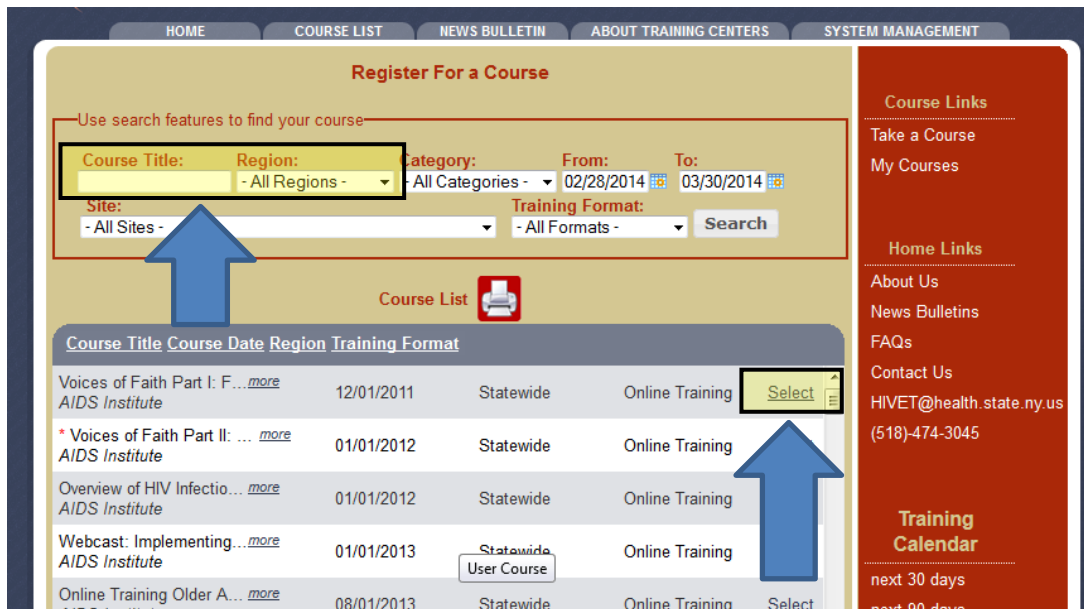 HOME COURSE LIST NEWS BULLETIN ABOUT TRAINING CENTERS SYSTEM MANAGEMENT
Register For a Course
Use search features to find your course
Course Title: Region: Category: From: To:
- All Regions - - All Categories - 02/28/2014 03/30/2014
Site: Training Format:
- All Sites - - All Formats - Search
Course List
Course Title Course Date Region Training Format
Voices of Faith Part I: F...more 12/01/2011 Statewide Online Training Select
AIDS Institute
* Voices of Faith Part II: ... more 01/01/2012 Statewide Online Training
AIDS Institute
Overview of HIV Infectio... more 01/01/2012 Statewide Online Training
AIDS Institute
Webcast: Implementing...more 01/01/2013 Statewide Online Training
AIDS Institute
User Course
Online Training Older A... more 08/01/2013 Statewide Online Training Select
Course Links
Take a Course
My Courses
Home Links
About Us
News Bulletins
FAQs
Contact Us
HIVET@health.state.ny.us
(518)-474-3045
Training
Calendar
next 30 days
next 90 days